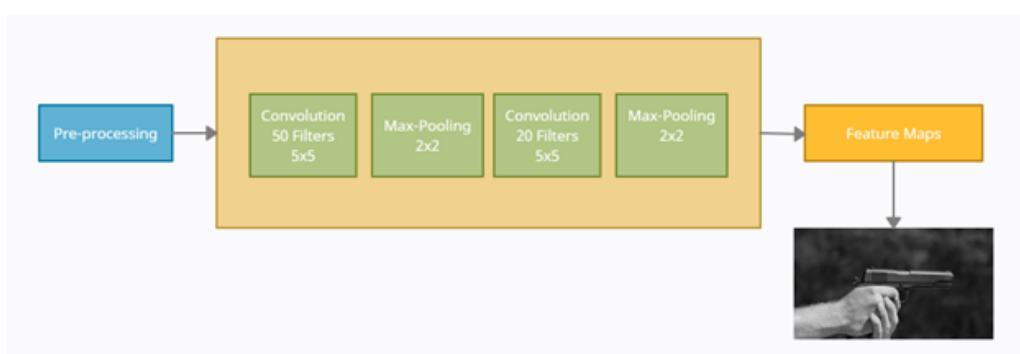 Pre-processing
Convolution
50 Filters
5x5
Max-Pooling
2x2
Convolution
20 Filters
5x5
Max-Pooling
2x2
Feature Maps